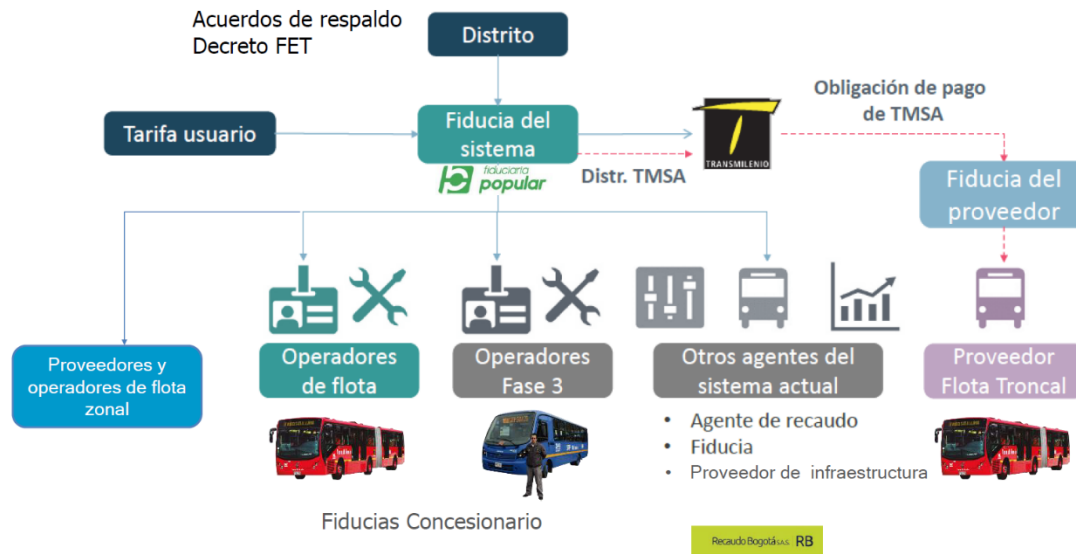 Acuerdos de respaldo
Decreto FET
Distrito
Tarifa usuario
Fiducia del
sistema
fiduciaria
popular
Distr. TMSA
TRANSMILENIO
Obligación de pago
de TMSA
Fiducia del
proveedor
Proveedores y
operadores de flota
zonal
Operadores
de flota
Operadores
Fase 3
Otros agentes del
sistema actual
• Agente de recaudo
• Fiducia
• Proveedor de infraestructura
Proveedor
Flota Troncal
Fiducias Concesionario
Recaudo Bogotá S.A.S. RB